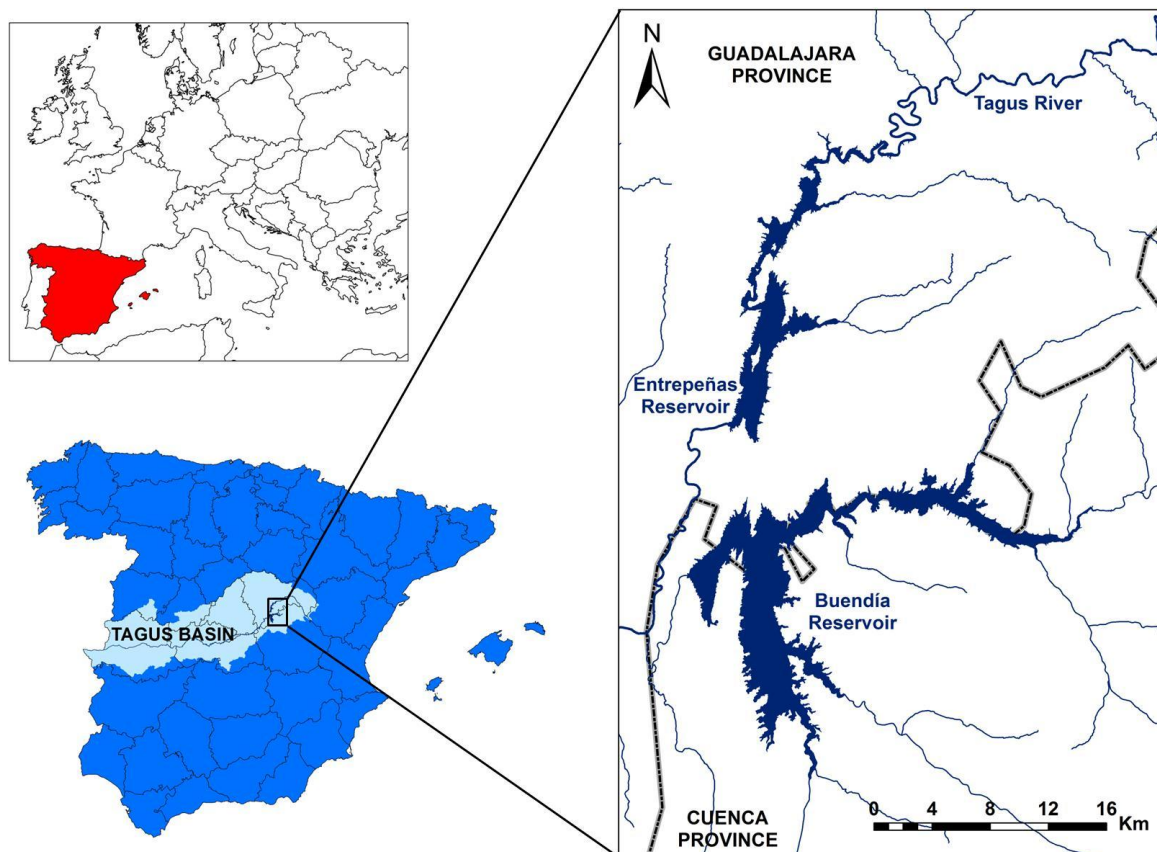 TAGUS BASIN
N
GUADALAJARA
PROVINCE
Tagus River
Entrepeñas
Reservoir
Buendía
Reservoir
CUENCA
PROVINCE
0 4 8 12 16
Km